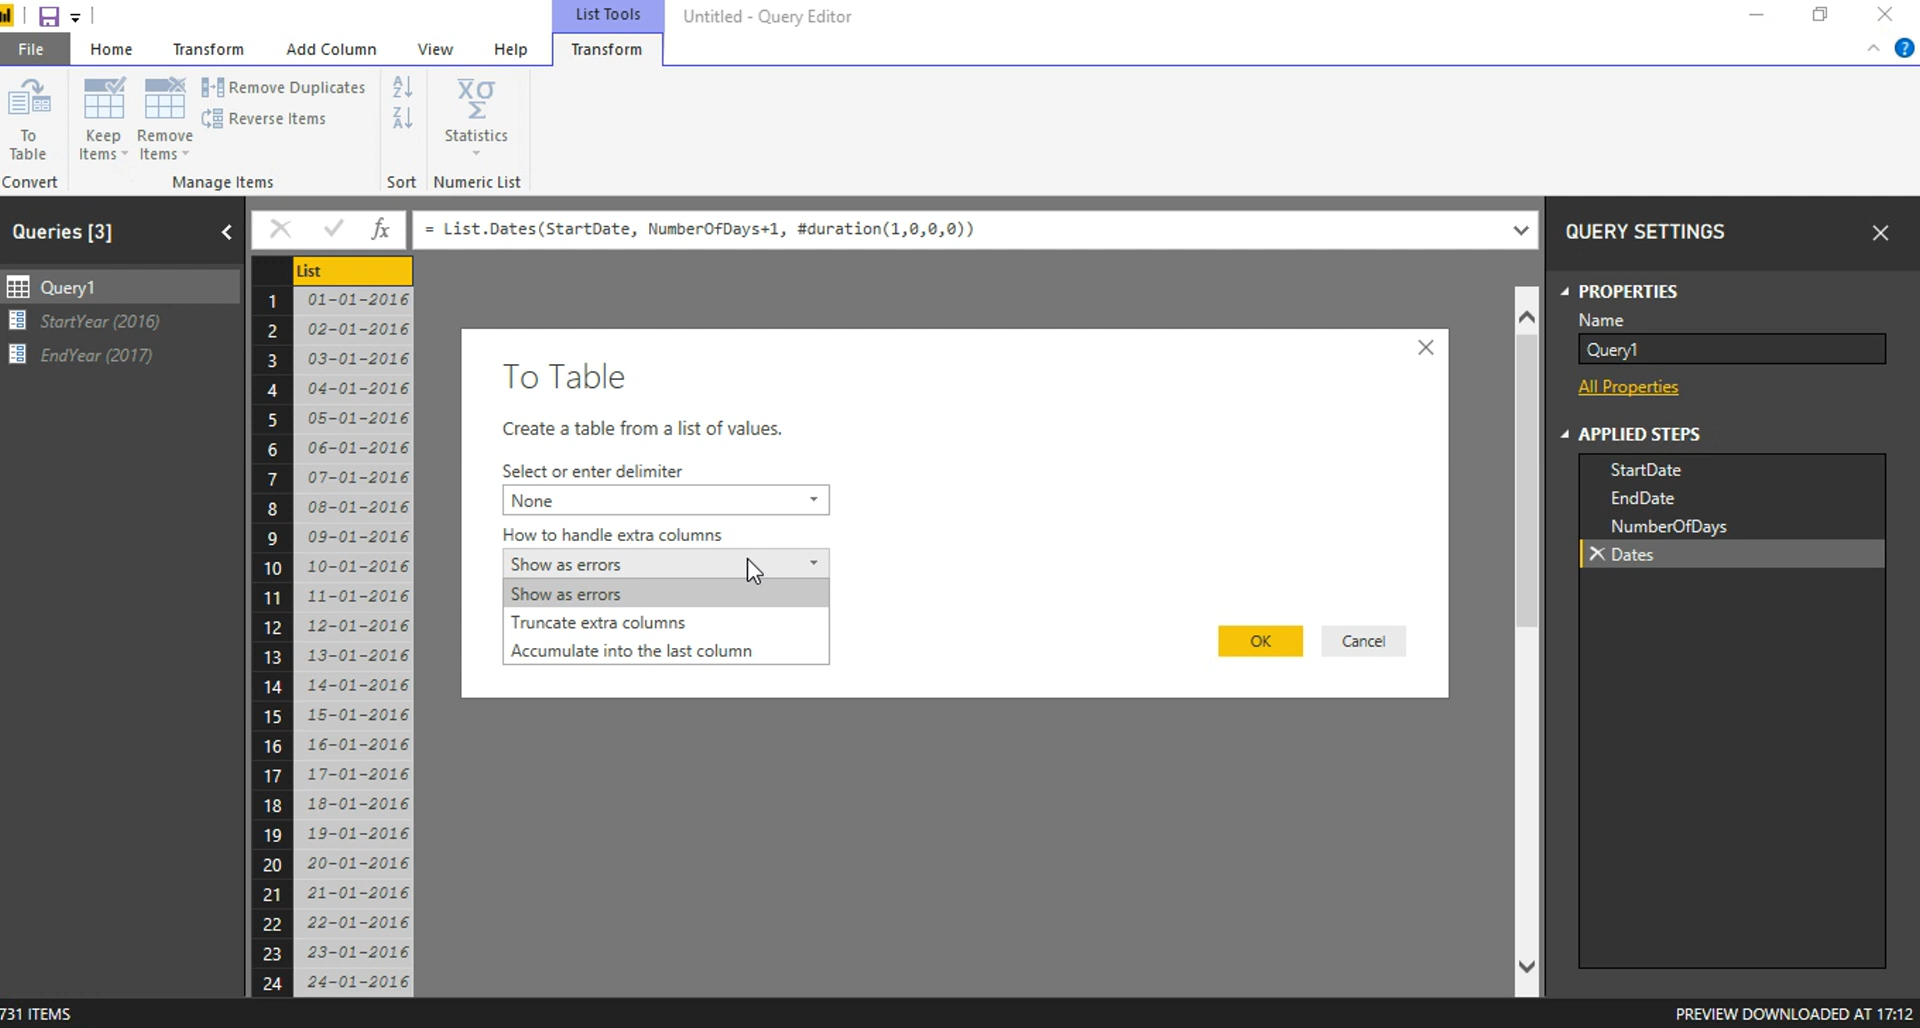 List Tools
Untitled - Query Editor
File Home Transform Add Column View Help Transform
To Table
Keep Items
Remove Items
Remove Duplicates
Reverse Items
Statistics
Convert
Manage Items
Sort
Numeric List
Queries [3]
Query1
StartYear (2016)
EndYear (2017)
fx
= List.Dates(StartDate, NumberOfDays+1, #duration(1,0,0,0))
List
1 01-01-2016
2 02-01-2016
3 03-01-2016
4 04-01-2016
5 05-01-2016
6 06-01-2016
7 07-01-2016
8 08-01-2016
9 09-01-2016
10 10-01-2016
11 11-01-2016
12 12-01-2016
13 13-01-2016
14 14-01-2016
15 15-01-2016
16 16-01-2016
17 17-01-2016
18 18-01-2016
19 19-01-2016
20 20-01-2016
21 21-01-2016
22 22-01-2016
23 23-01-2016
24 24-01-2016
To Table
Create a table from a list of values.
Select or enter delimiter
None
How to handle extra columns
Show as errors
Show as errors
Truncate extra columns
Accumulate into the last column
OK
Cancel
QUERY SETTINGS
PROPERTIES
Name
Query1
All Properties
APPLIED STEPS
StartDate
EndDate
NumberOfDays
Dates
731 ITEMS
PREVIEW DOWNLOADED AT 17:12